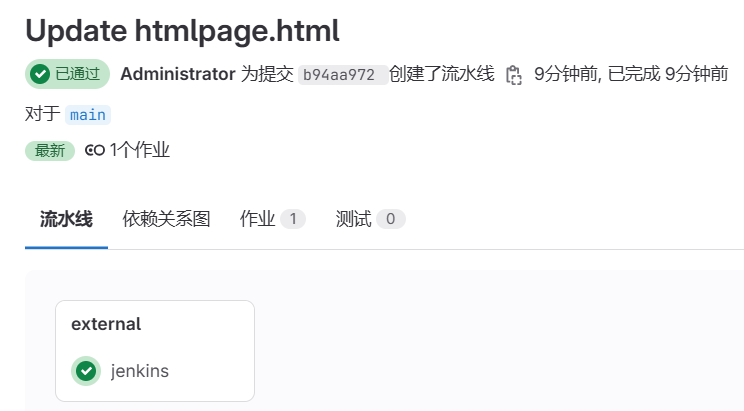 Update htmlpage.html
已通过 Administrator 为提交 b94aa972 创建了流水线 9分钟前, 已完成 9分钟前
对于 main
最新 1个作业
流水线 依赖关系图 作业 1 测试 0
external
jenkins